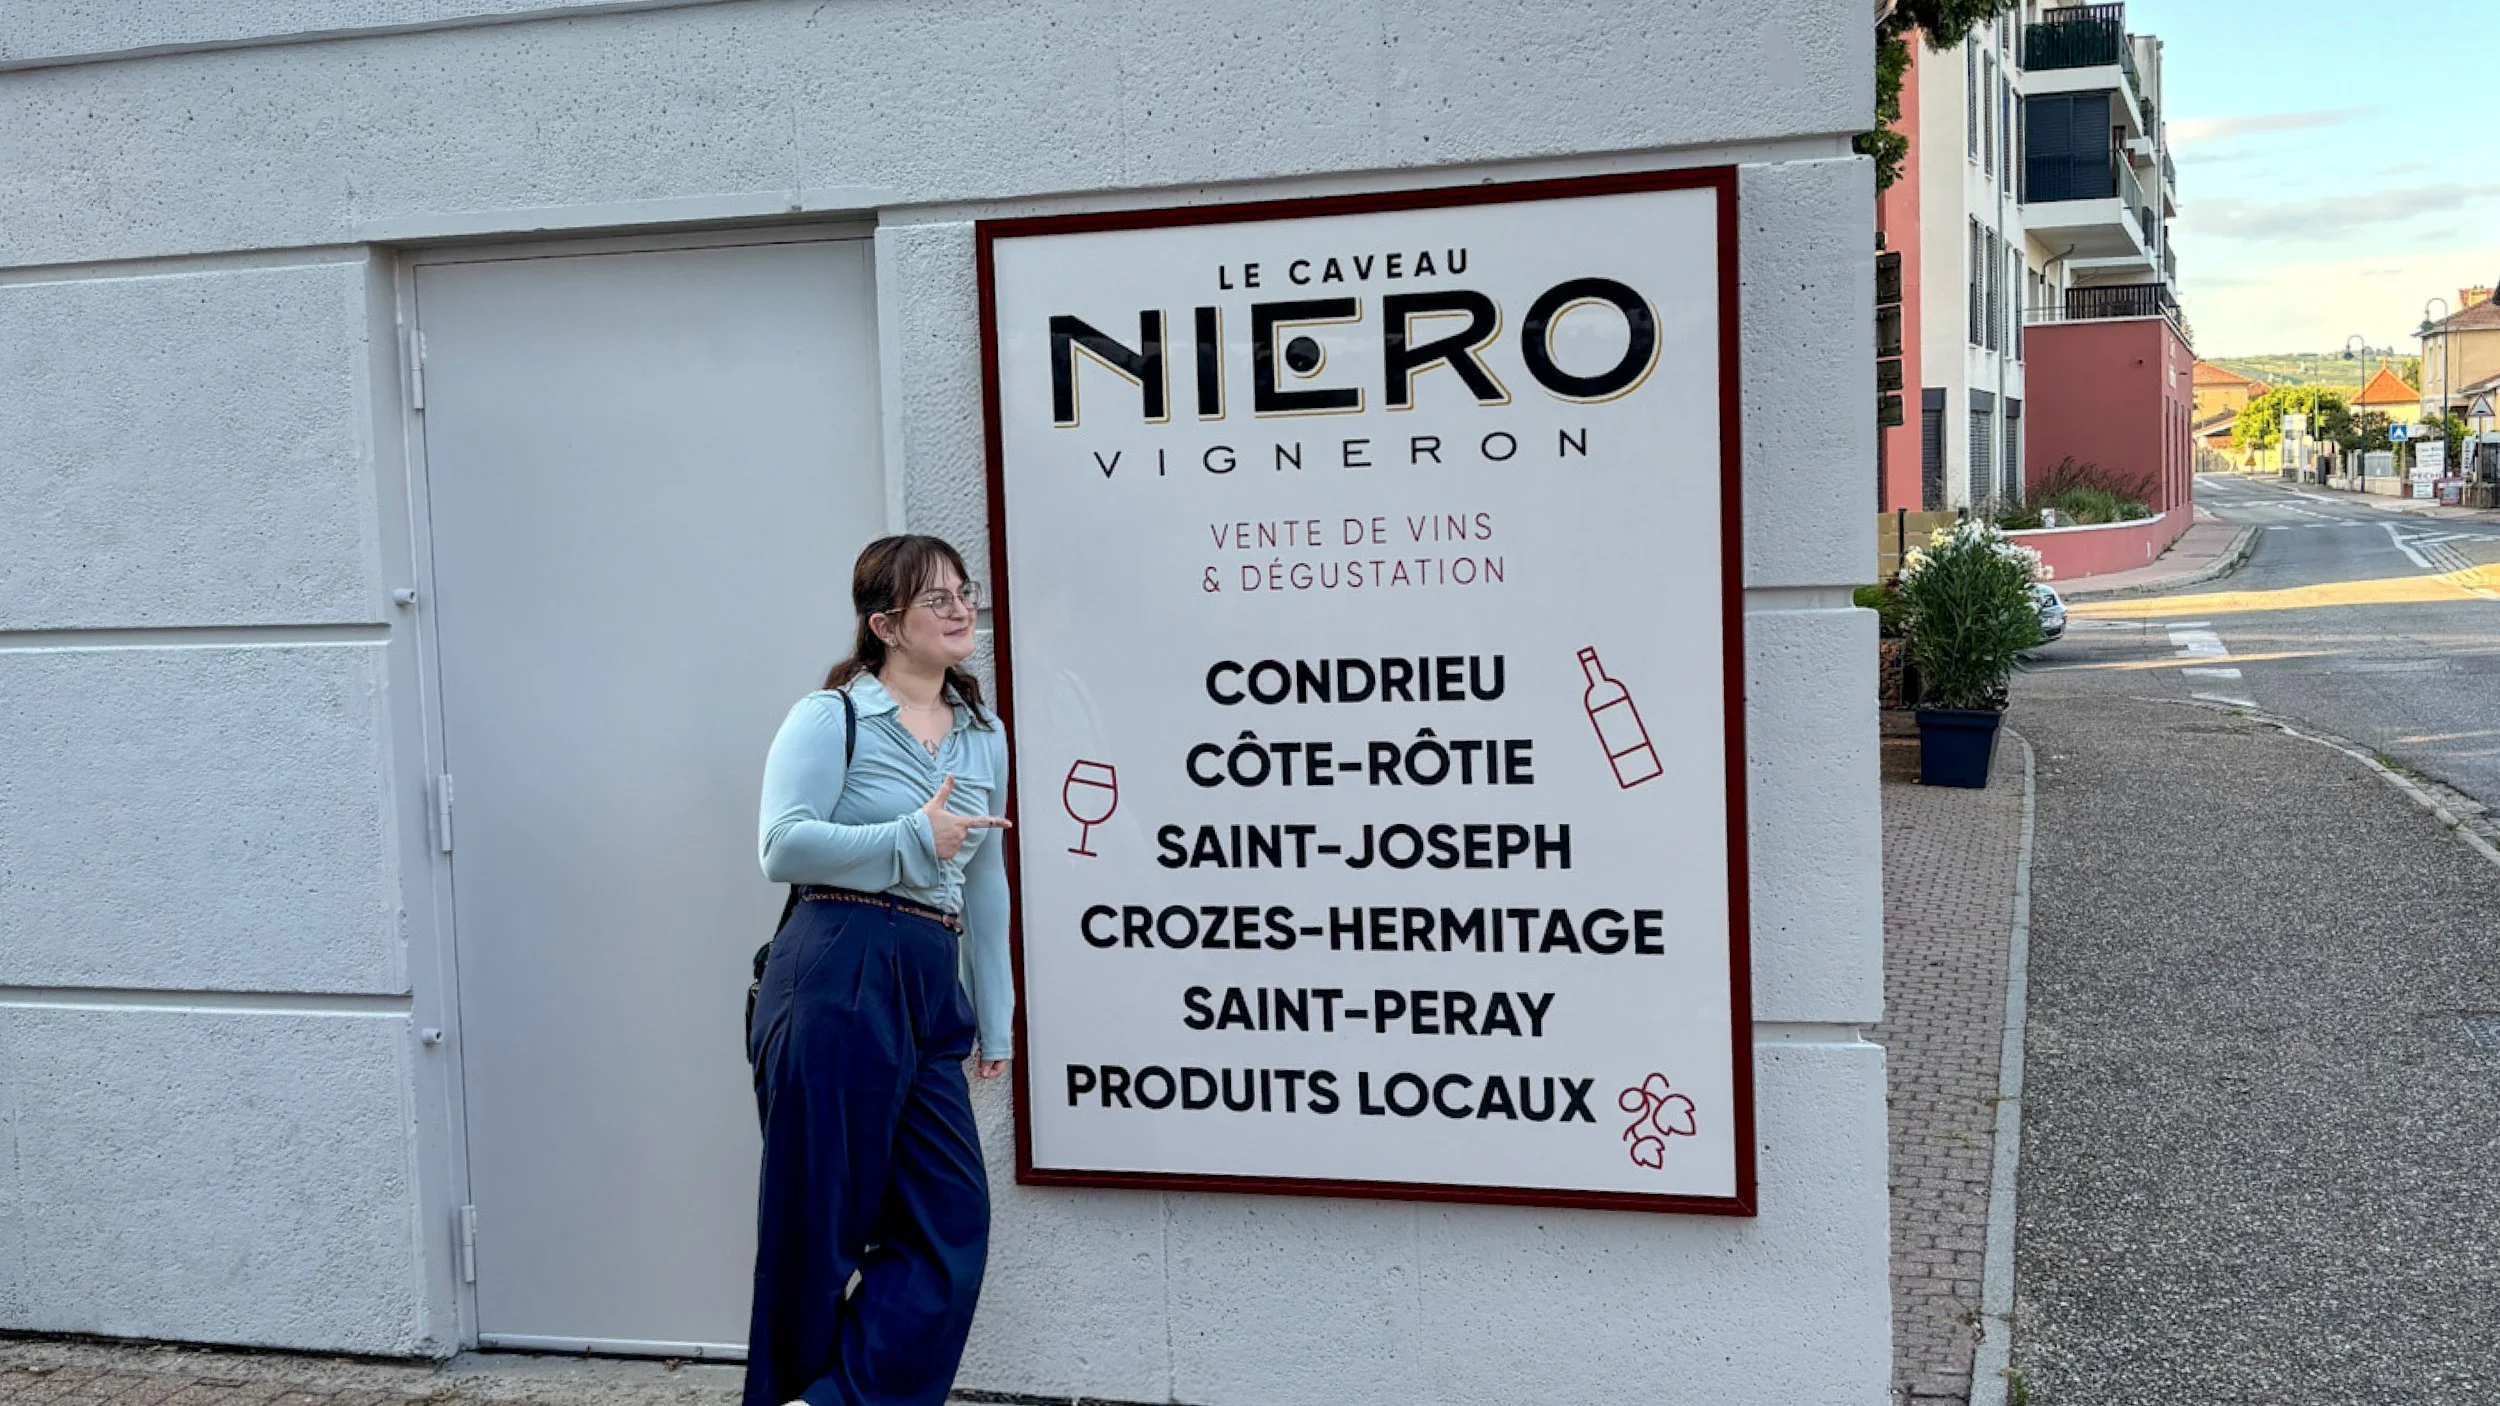 LE CAVEAU
NIERO
VIGNERON
VENTE DE VINS
& DÉGUSTATION
CONDRIEU
CÔTE-RÔTIE
SAINT-JOSEPH
CROZES-HERMITAGE
SAINT-PERAY
PRODUITS LOCAUX